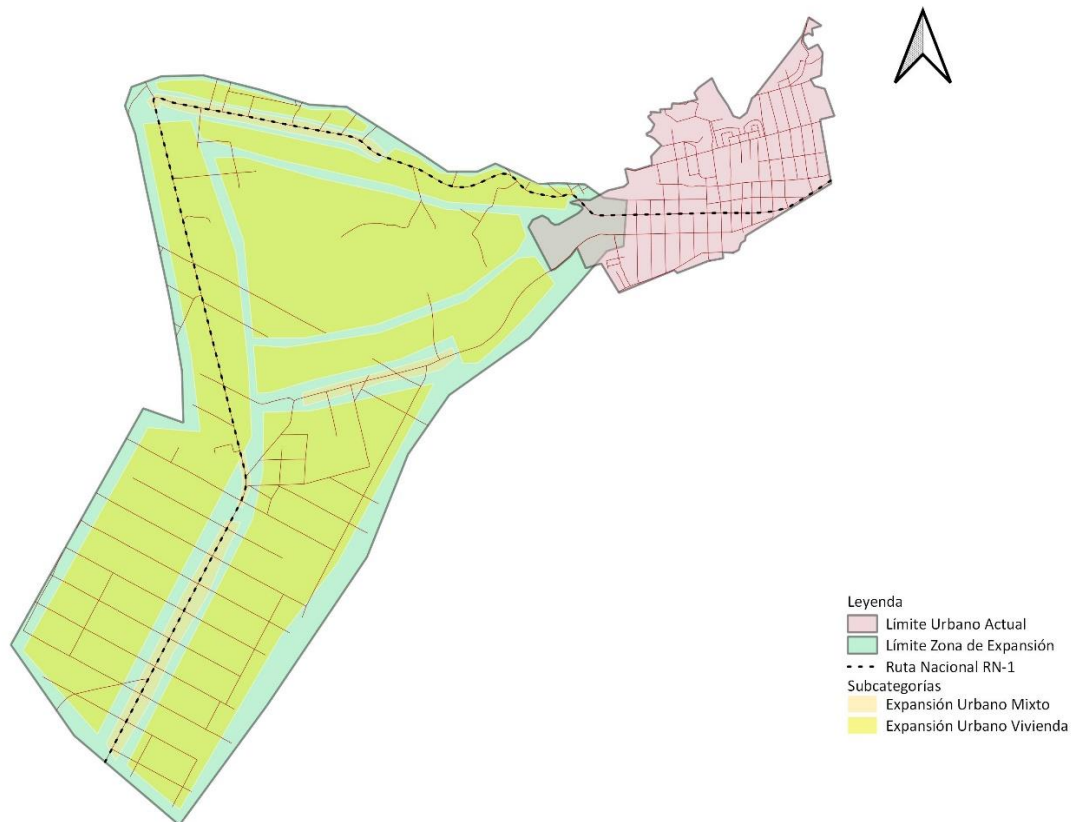 Leyenda
Límite Urbano Actual
Límite Zona de Expansión
Ruta Nacional RN-1
Subcategorías
Expansión Urbano Mixto
Expansión Urbano Vivienda